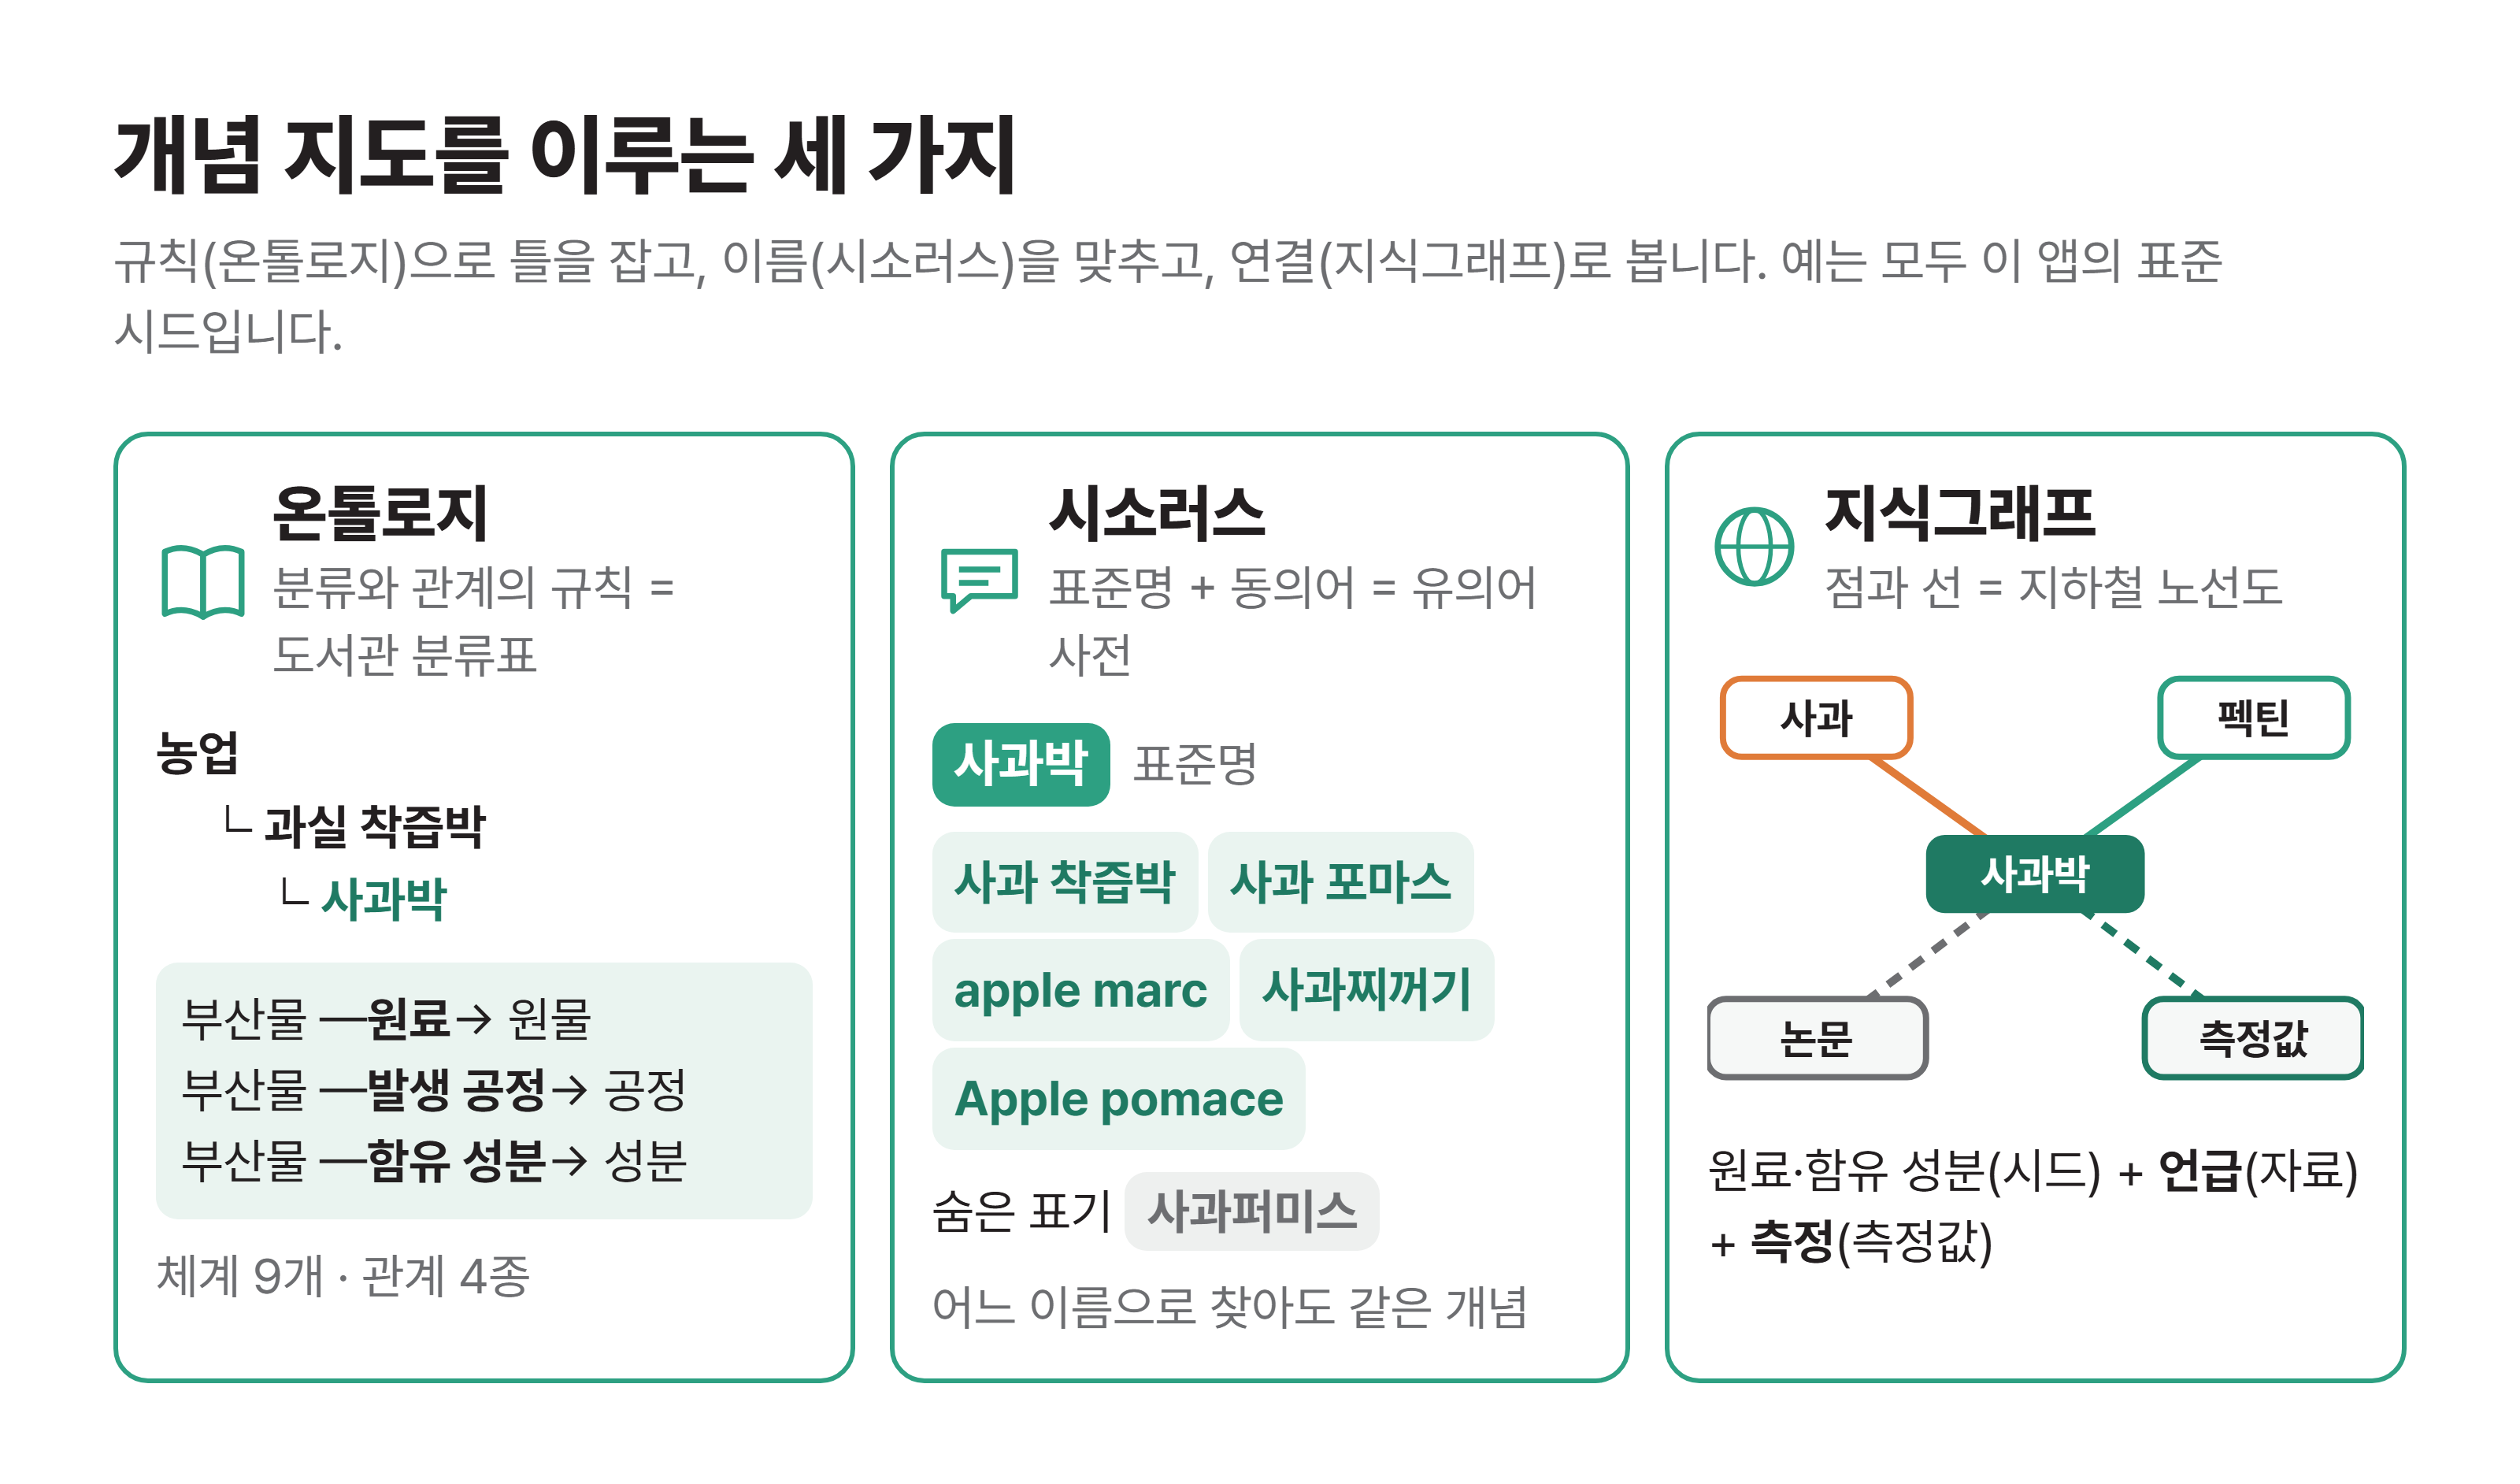 개념 지도를 이루는 세 가지
규칙(온톨로지)으로 틀을 잡고, 이름(시소러스)을 맞추고, 연결(지식그래프)로 봅니다. 예는 모두 이 앱의 표준
시드입니다.
온톨로지
분류와 관계의 규칙 =
도서관 분류표
농업
└ 과실 착즙박
└ 사과박
부산물 —원료→ 원물
부산물 —발생 공정→ 공정
부산물 —함유 성분→ 성분
체계 9개 · 관계 4종
시소러스
표준명 + 동의어 = 유의어
사전
사과박 표준명
사과 착즙박 사과 포마스
apple marc 사과찌꺼기
Apple pomace
숨은 표기 사과퍼미스
어느 이름으로 찾아도 같은 개념
지식그래프
점과 선 = 지하철 노선도
사과 펙틴
사과박
논문 측정값
원료·함유 성분(시드) + 언급(자료)
+ 측정(측정값)